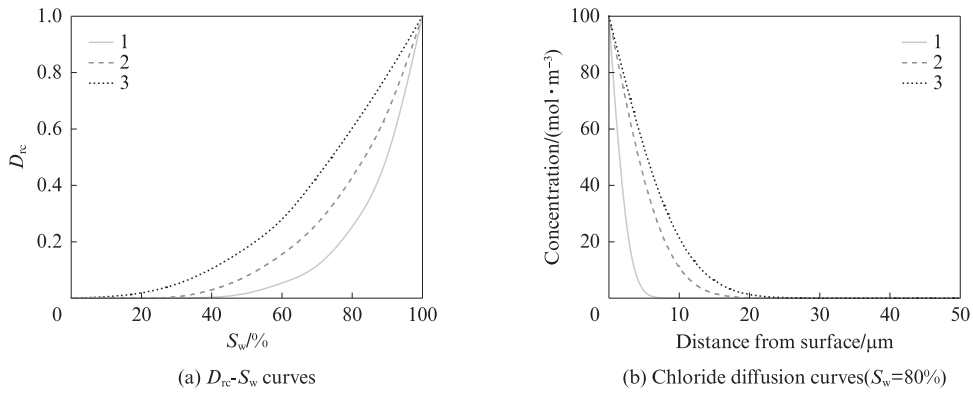 1.0
0.8
0.6
0.4
0.2
0 20 40 60 80 100
D_rc
S_w/%
1
2
3
(a) D_rc-S_w curves
100
80
60
40
20
0 10 20 30 40 50
Concentration/(mol·m⁻³)
Distance from surface/μm
1
2
3
(b) Chloride diffusion curves(S_w=80%)